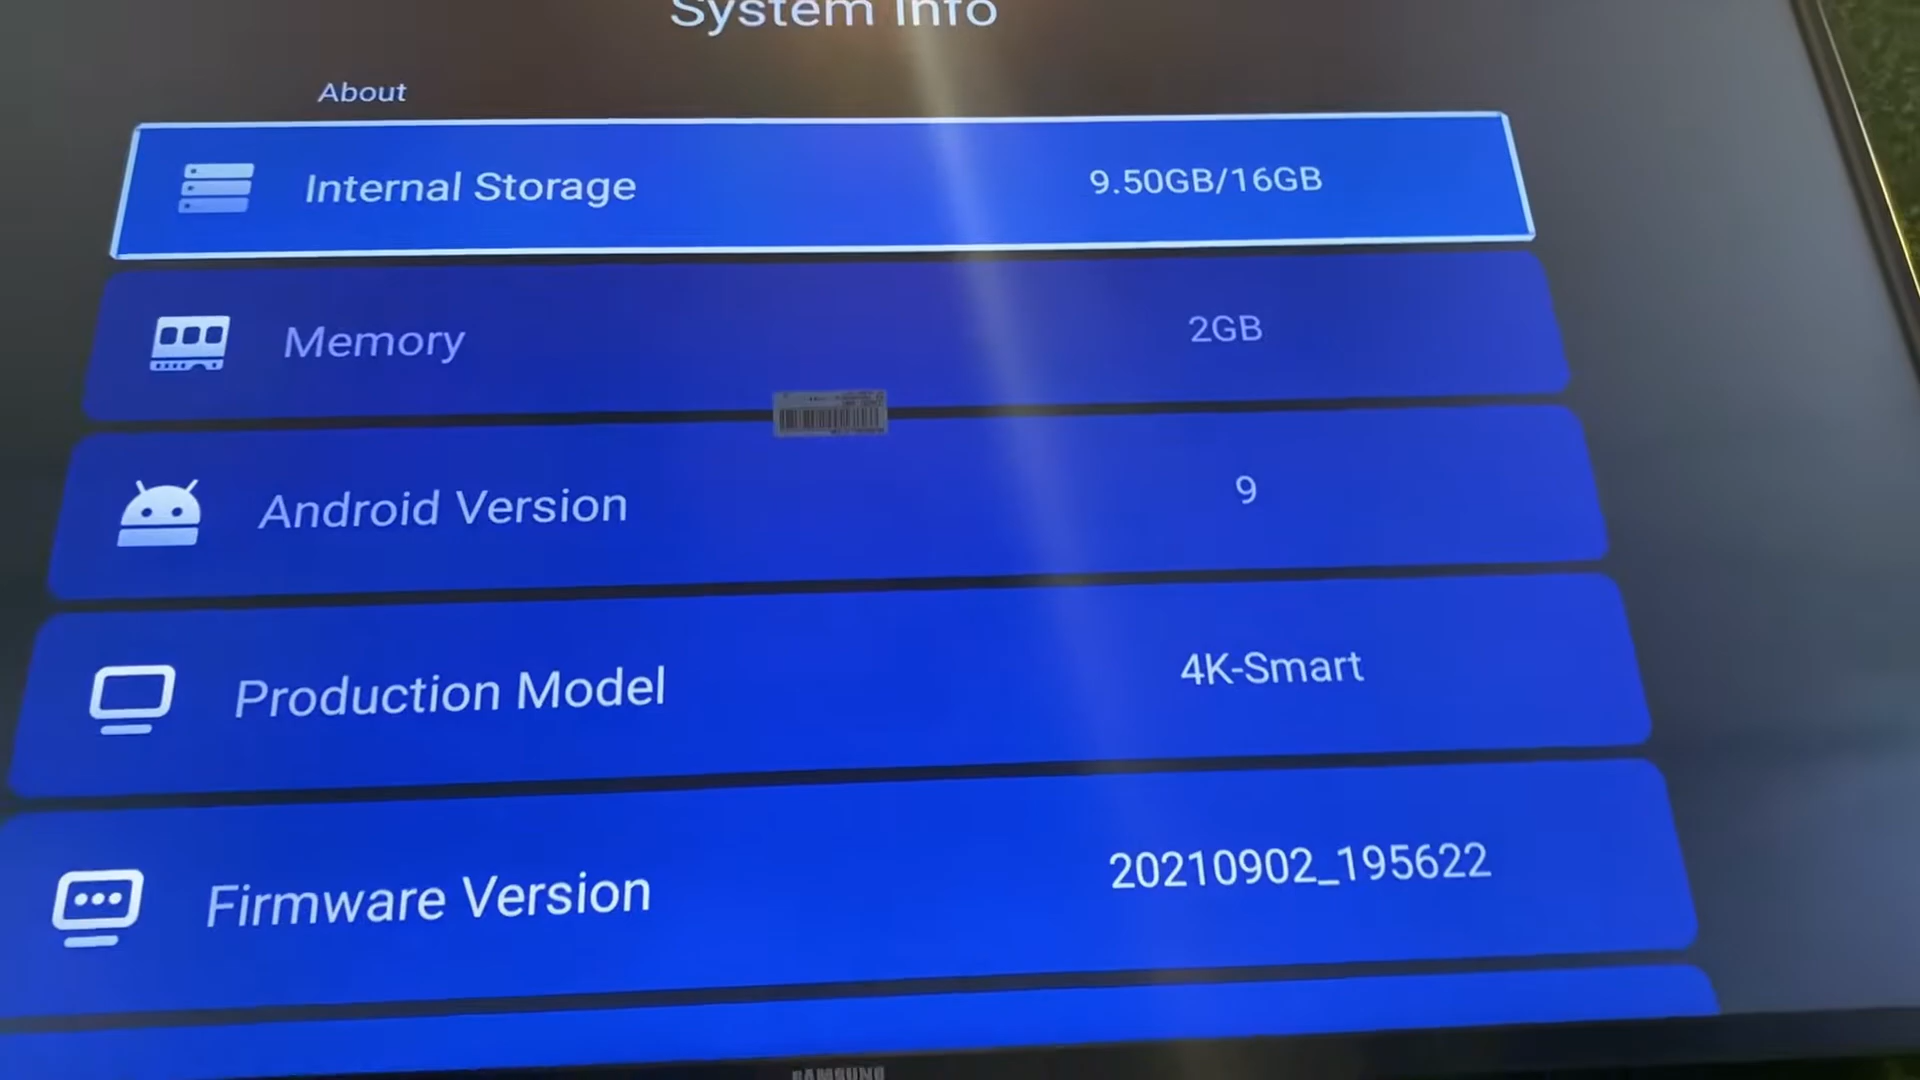 System Info
About
Internal Storage 9.50GB/16GB
Memory 2GB
Android Version 9
Production Model 4K-Smart
Firmware Version 20210902_195622
SAMSUNG